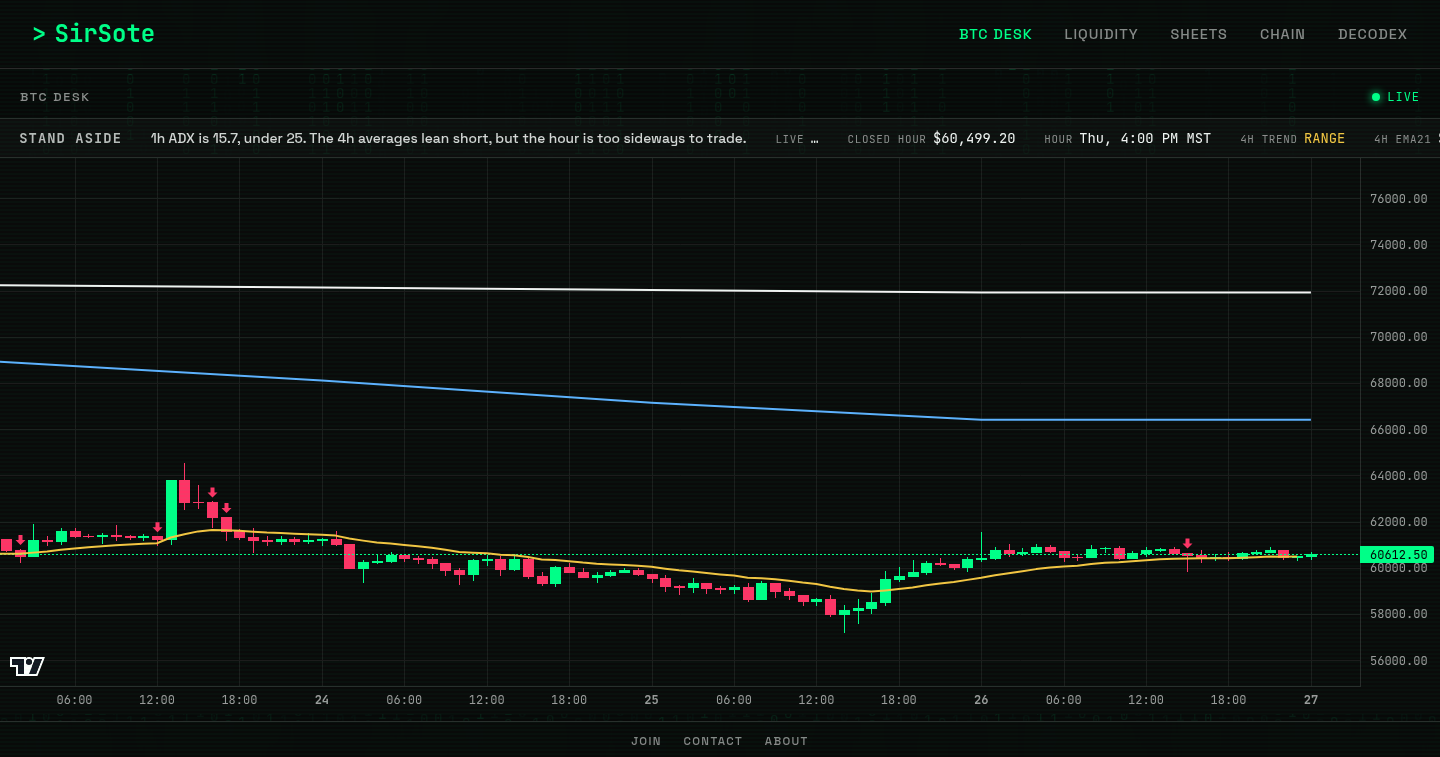 > SirSote
BTC DESK LIQUIDITY SHEETS CHAIN DECODEX
BTC DESK
LIVE
STAND ASIDE 1h ADX is 15.7, under 25. The 4h averages lean short, but the hour is too sideways to trade. LIVE … CLOSED HOUR $60,499.20 HOUR Thu, 4:00 PM MST 4H TREND RANGE 4H EMA21
76000.00
74000.00
72000.00
70000.00
68000.00
66000.00
64000.00
62000.00
60612.50
60000.00
58000.00
56000.00
06:00 12:00 18:00 24 06:00 12:00 18:00 25 06:00 12:00 18:00 26 06:00 12:00 18:00 27
JOIN CONTACT ABOUT